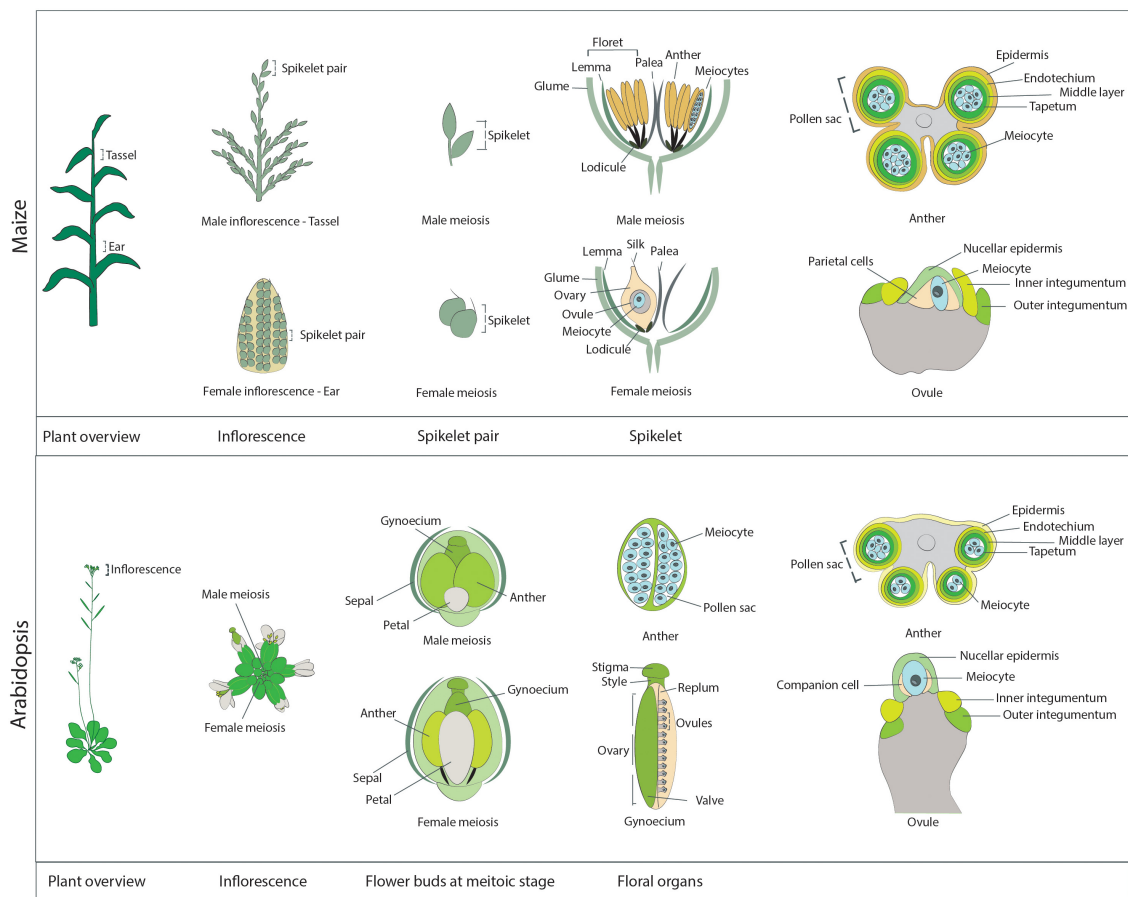 Maize
Tassel
Ear
Spikelet pair
Male inflorescence - Tassel
Spikelet pair
Female inflorescence - Ear
Spikelet
Male meiosis
Spikelet
Female meiosis
Floret
Lemma
Glume
Palea
Anther
Meiocytes
Lodicule
Male meiosis
Silk
Lemma
Palea
Glume
Ovary
Ovule
Meiocyte
Lodicule
Female meiosis
Epidermis
Endotechium
Middle layer
Tapetum
Pollen sac
Meiocyte
Anther
Nucellar epidermis
Parietal cells
Meiocyte
Inner integumentum
Outer integumentum
Ovule
Plant overview
Inflorescence
Spikelet pair
Spikelet
Arabidopsis
Inflorescence
Male meiosis
Female meiosis
Gynoecium
Sepal
Anther
Petal
Male meiosis
Gynoecium
Anther
Sepal
Petal
Female meiosis
Meiocyte
Pollen sac
Anther
Stigma
Style
Replum
Ovules
Ovary
Valve
Gynoecium
Epidermis
Endotechium
Middle layer
Tapetum
Pollen sac
Meiocyte
Anther
Nucellar epidermis
Meiocyte
Companion cell
Inner integumentum
Outer integumentum
Ovule
Plant overview
Inflorescence
Flower buds at meitoic stage
Floral organs